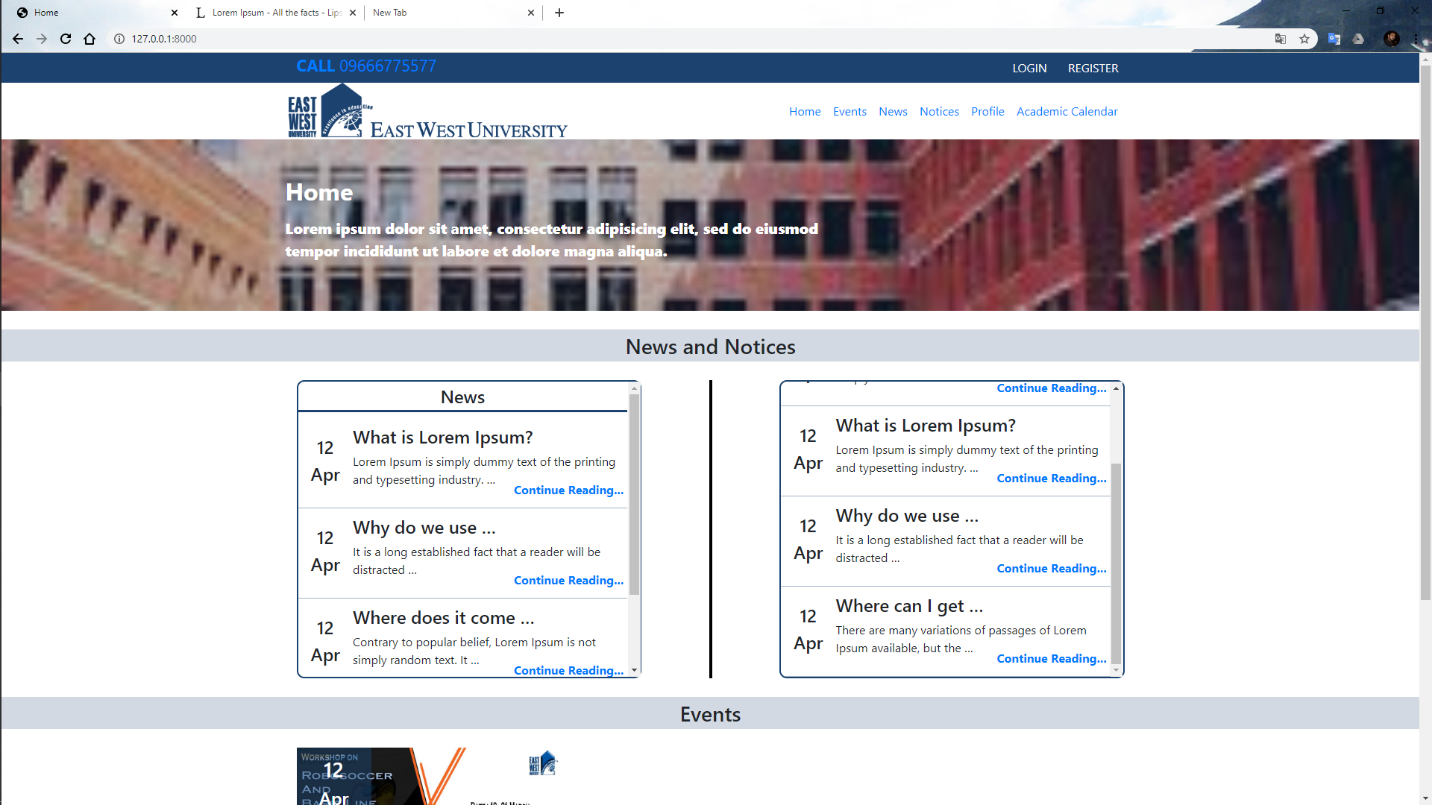 Home
Lorem Ipsum - All the facts - Lips
New Tab
127.0.0.1:8000
CALL 09666775577
LOGIN REGISTER
EAST
WEST
UNIVERSITY
EAST WEST UNIVERSITY
Home Events News Notices Profile Academic Calendar
Home
Lorem ipsum dolor sit amet, consectetur adipisicing elit, sed do eiusmod
tempor incididunt ut labore et dolore magna aliqua.
News and Notices
News
12
Apr
What is Lorem Ipsum?
Lorem Ipsum is simply dummy text of the printing
and typesetting industry. ...
Continue Reading...
12
Apr
Why do we use ...
It is a long established fact that a reader will be
distracted ...
Continue Reading...
12
Apr
Where does it come ...
Contrary to popular belief, Lorem Ipsum is not
simply random text. It ...
Continue Reading...
Continue Reading...
12
Apr
What is Lorem Ipsum?
Lorem Ipsum is simply dummy text of the printing
and typesetting industry. ...
Continue Reading...
12
Apr
Why do we use ...
It is a long established fact that a reader will be
distracted ...
Continue Reading...
12
Apr
Where can I get ...
There are many variations of passages of Lorem
Ipsum available, but the ...
Continue Reading...
Events
WORKSHOP ON
12
Apr
EAST
WEST